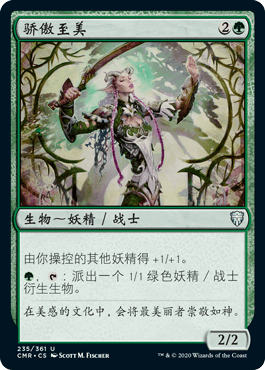 骄傲至美 2
生物～妖精／战士
由你操控的其他妖精得 +1/+1。
，：派出一个 1/1 绿色妖精／战士
衍生生物。
在美感的文化中，会将最美丽者崇敬如神。
2/2
235/361 U
CMR • CS SCOTT M. FISCHER
™ & © 2020 Wizards of the Coast